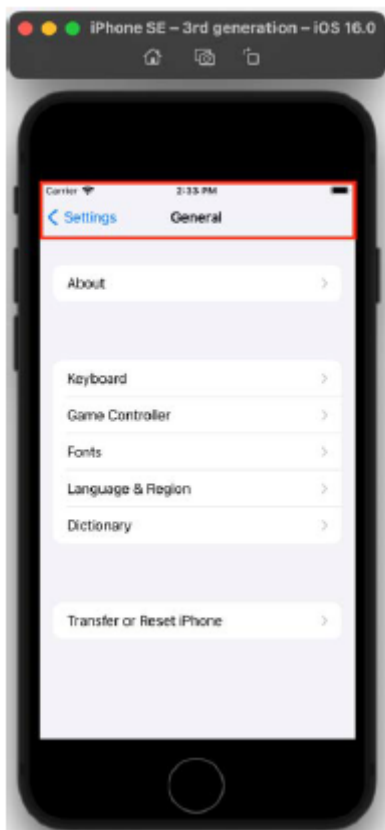 iPhone SE – 3rd generation – iOS 16.0
Carrier 2:33 PM
Settings General
About
Keyboard
Game Controller
Fonts
Language & Region
Dictionary
Transfer or Reset iPhone